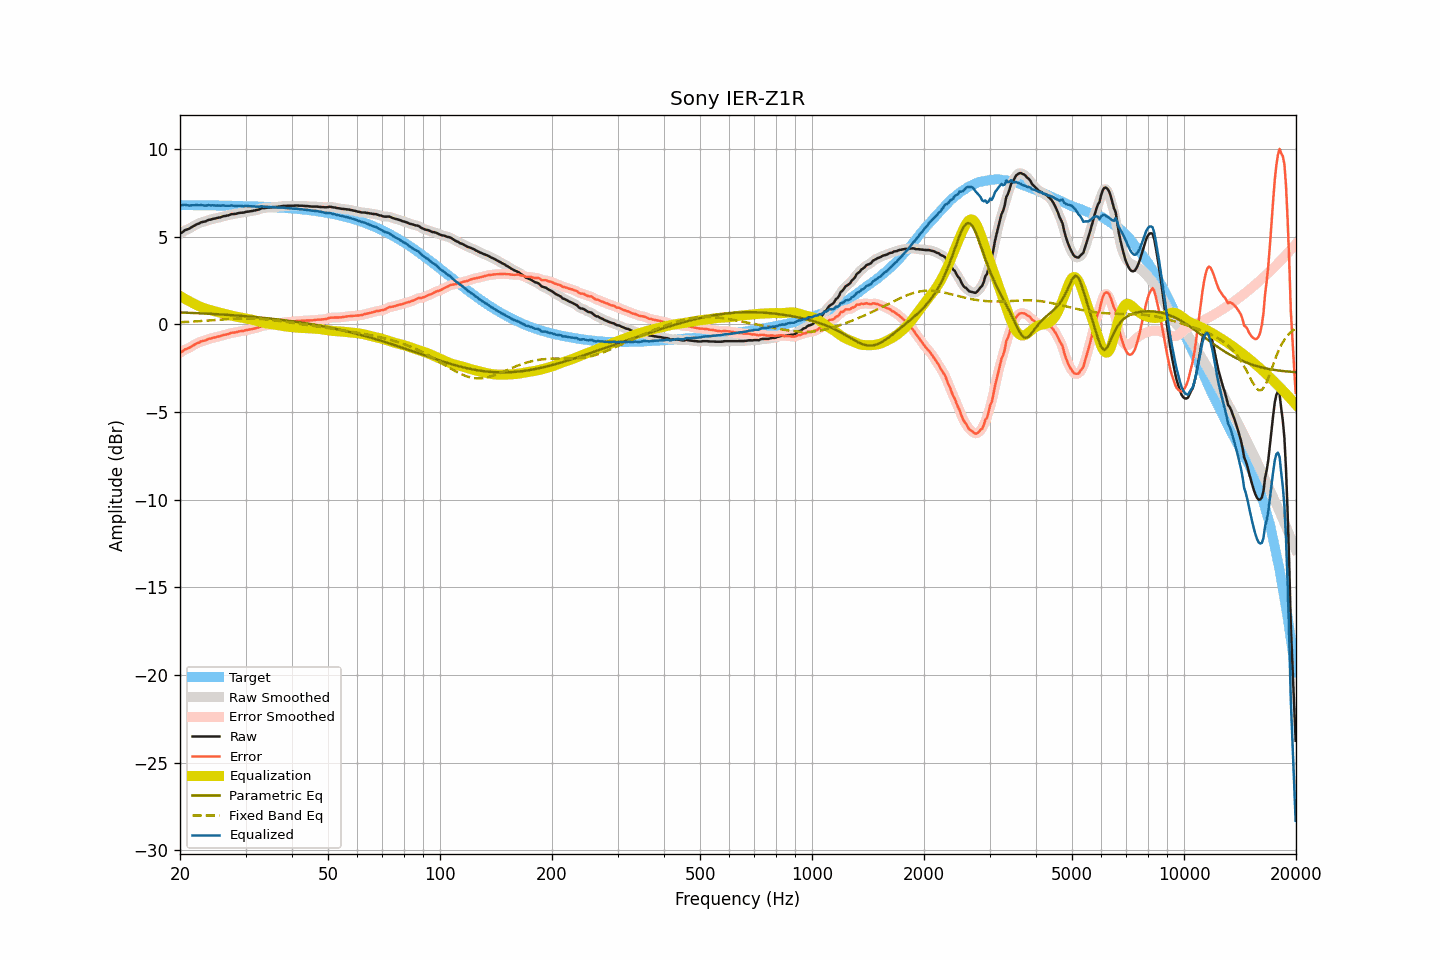 Sony IER-Z1R
10
5
0
−5
−10
−15
−20
−25
−30
Amplitude (dBr)
Target
Raw Smoothed
Error Smoothed
Raw
Error
Equalization
Parametric Eq
Fixed Band Eq
Equalized
20 50 100 200 500 1000 2000 5000 10000 20000
Frequency (Hz)